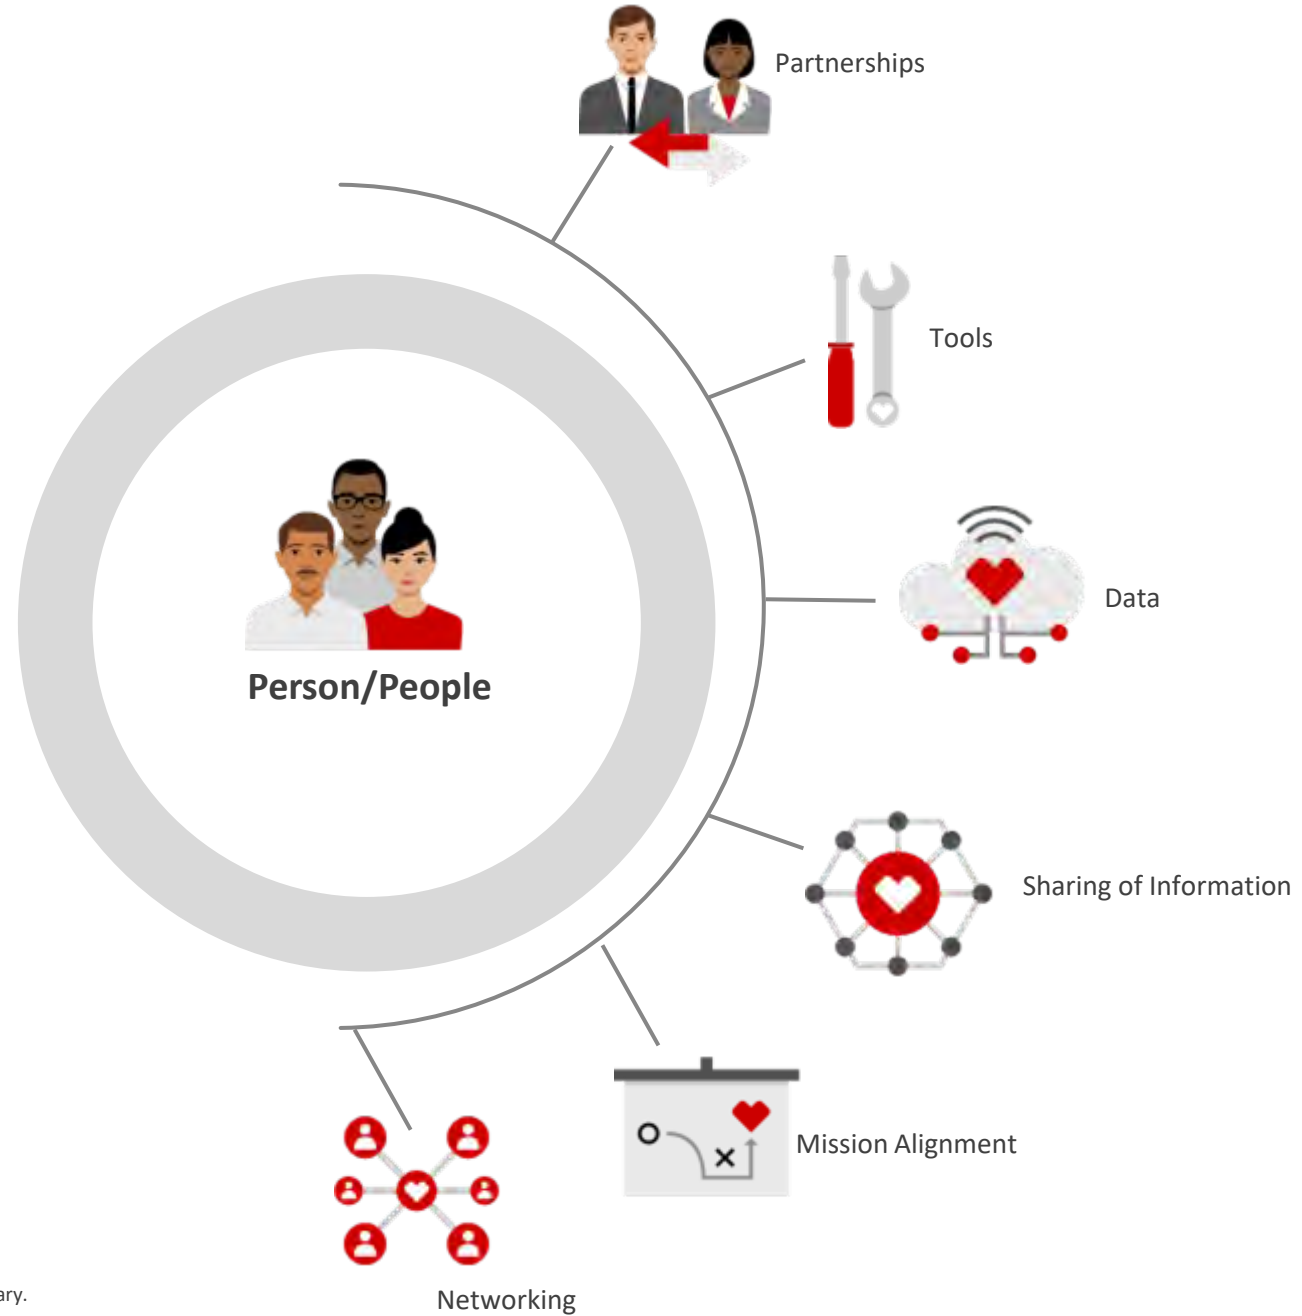 Partnerships
Tools
Data
Person/People
Sharing of Information
Mission Alignment
Networking